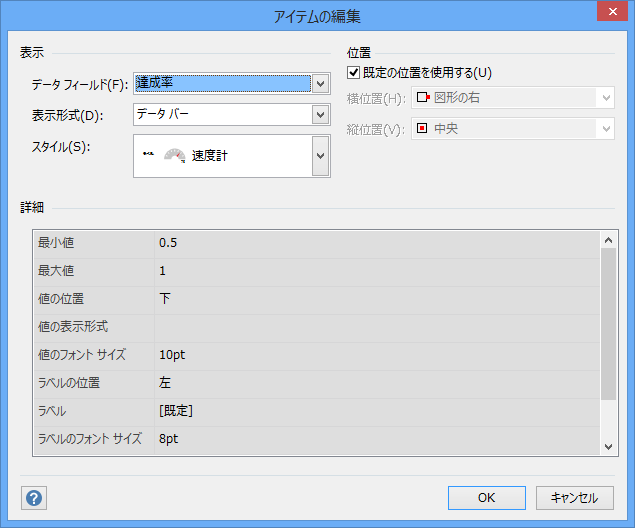 アイテムの編集
表示
データ フィールド(F): 達成率
表示形式(D): データ バー
スタイル(S): 速度計
位置
既定の位置を使用する(U)
横位置(H): 図形の右
縦位置(V): 中央
詳細
最小値 0.5
最大値 1
値の位置 下
値の表示形式
値のフォント サイズ 10pt
ラベルの位置 左
ラベル [既定]
ラベルのフォント サイズ 8pt
OK
キャンセル